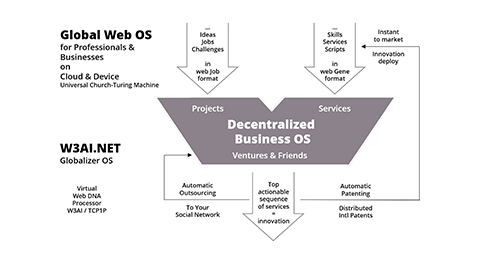 Global Web OS
for Professionals &
Businesses
on
Cloud & Device
Universal Church-Turing Machine
W3AI.NET
Globalizer OS
Virtual
Web DNA
Processor
W3AI / TCP1P
Ideas
Jobs
Challenges
in
web Job
format
Skills
Services
Scripts
in
web Gene
format
Instant
to market
Innovation
deploy
Projects
Services
Decentralized
Business OS
Ventures & Friends
Automatic
Outsourcing
To Your
Social Network
Top
actionable
sequence
of services
=
innovation
Automatic
Patenting
Distributed
Intl Patents